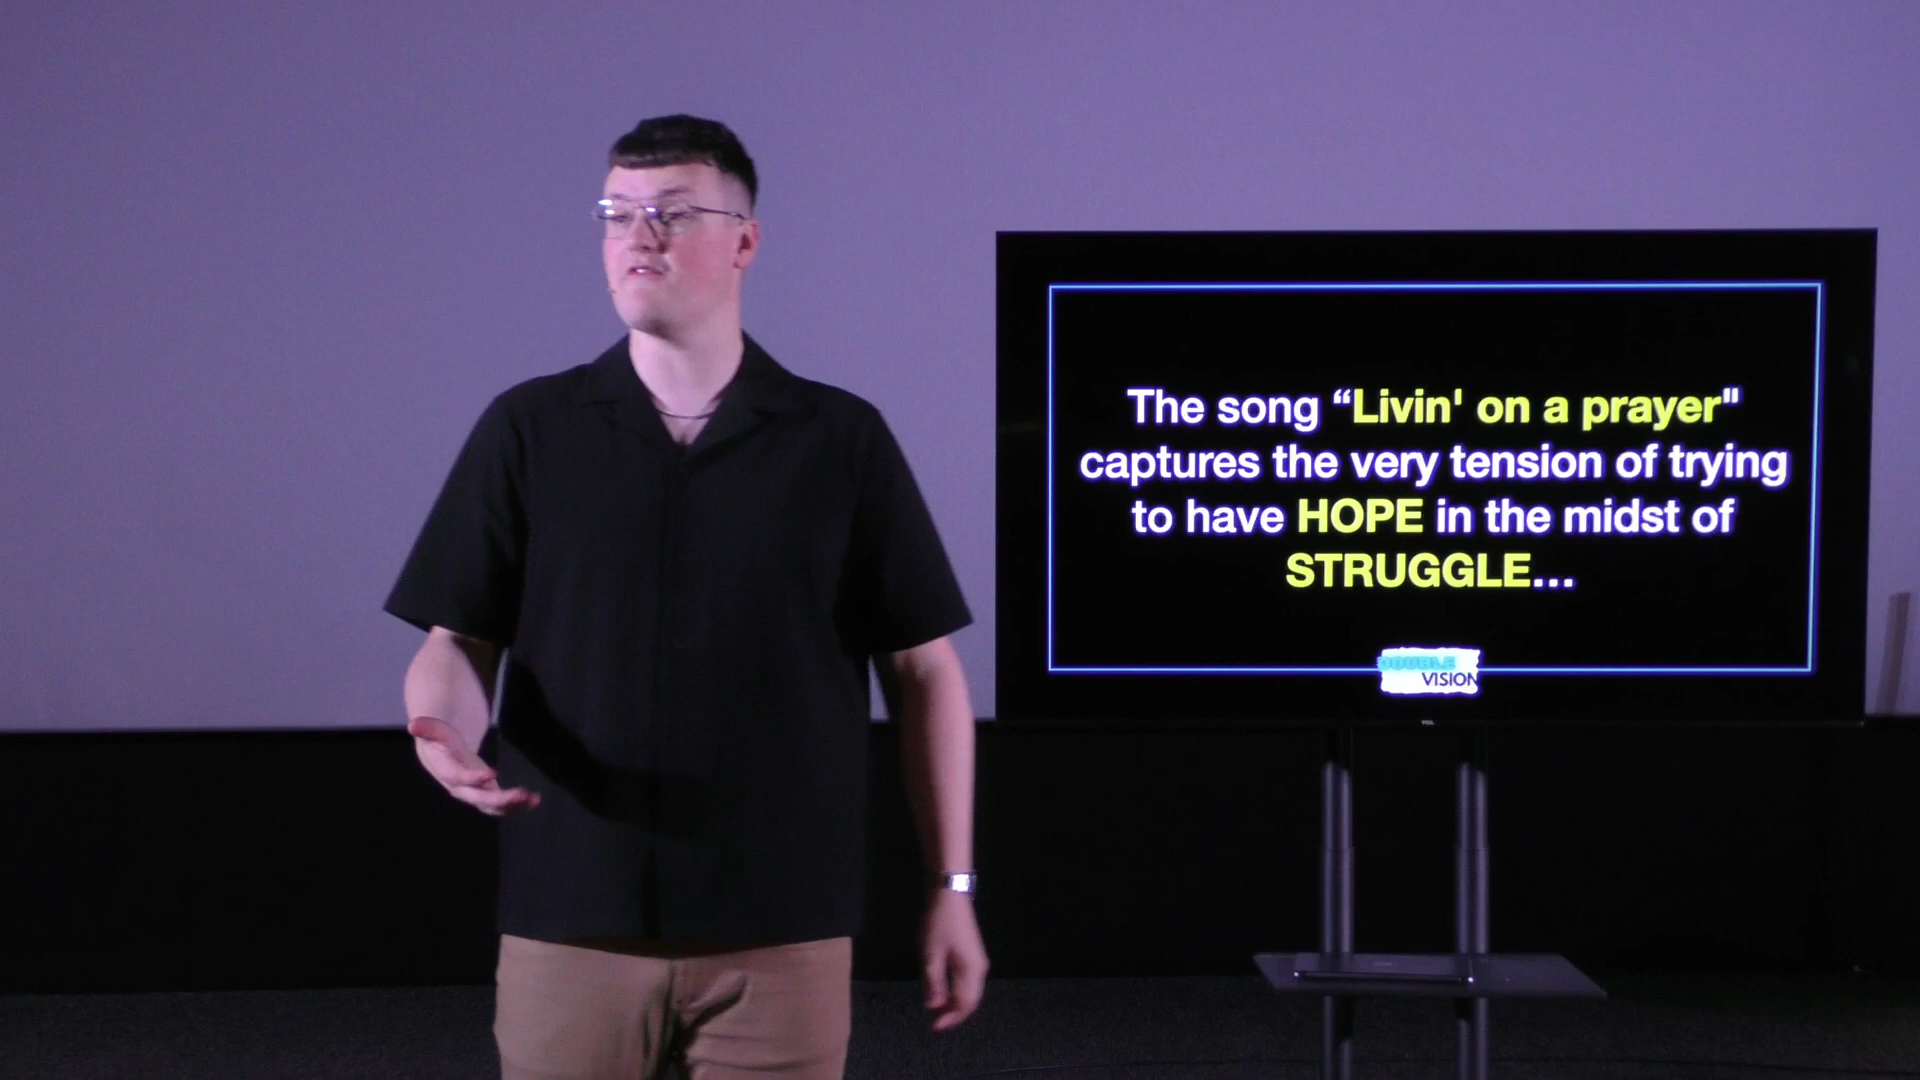 The song “Livin' on a prayer"
captures the very tension of trying
to have HOPE in the midst of
STRUGGLE...
DOUBLE
VISION
TCL